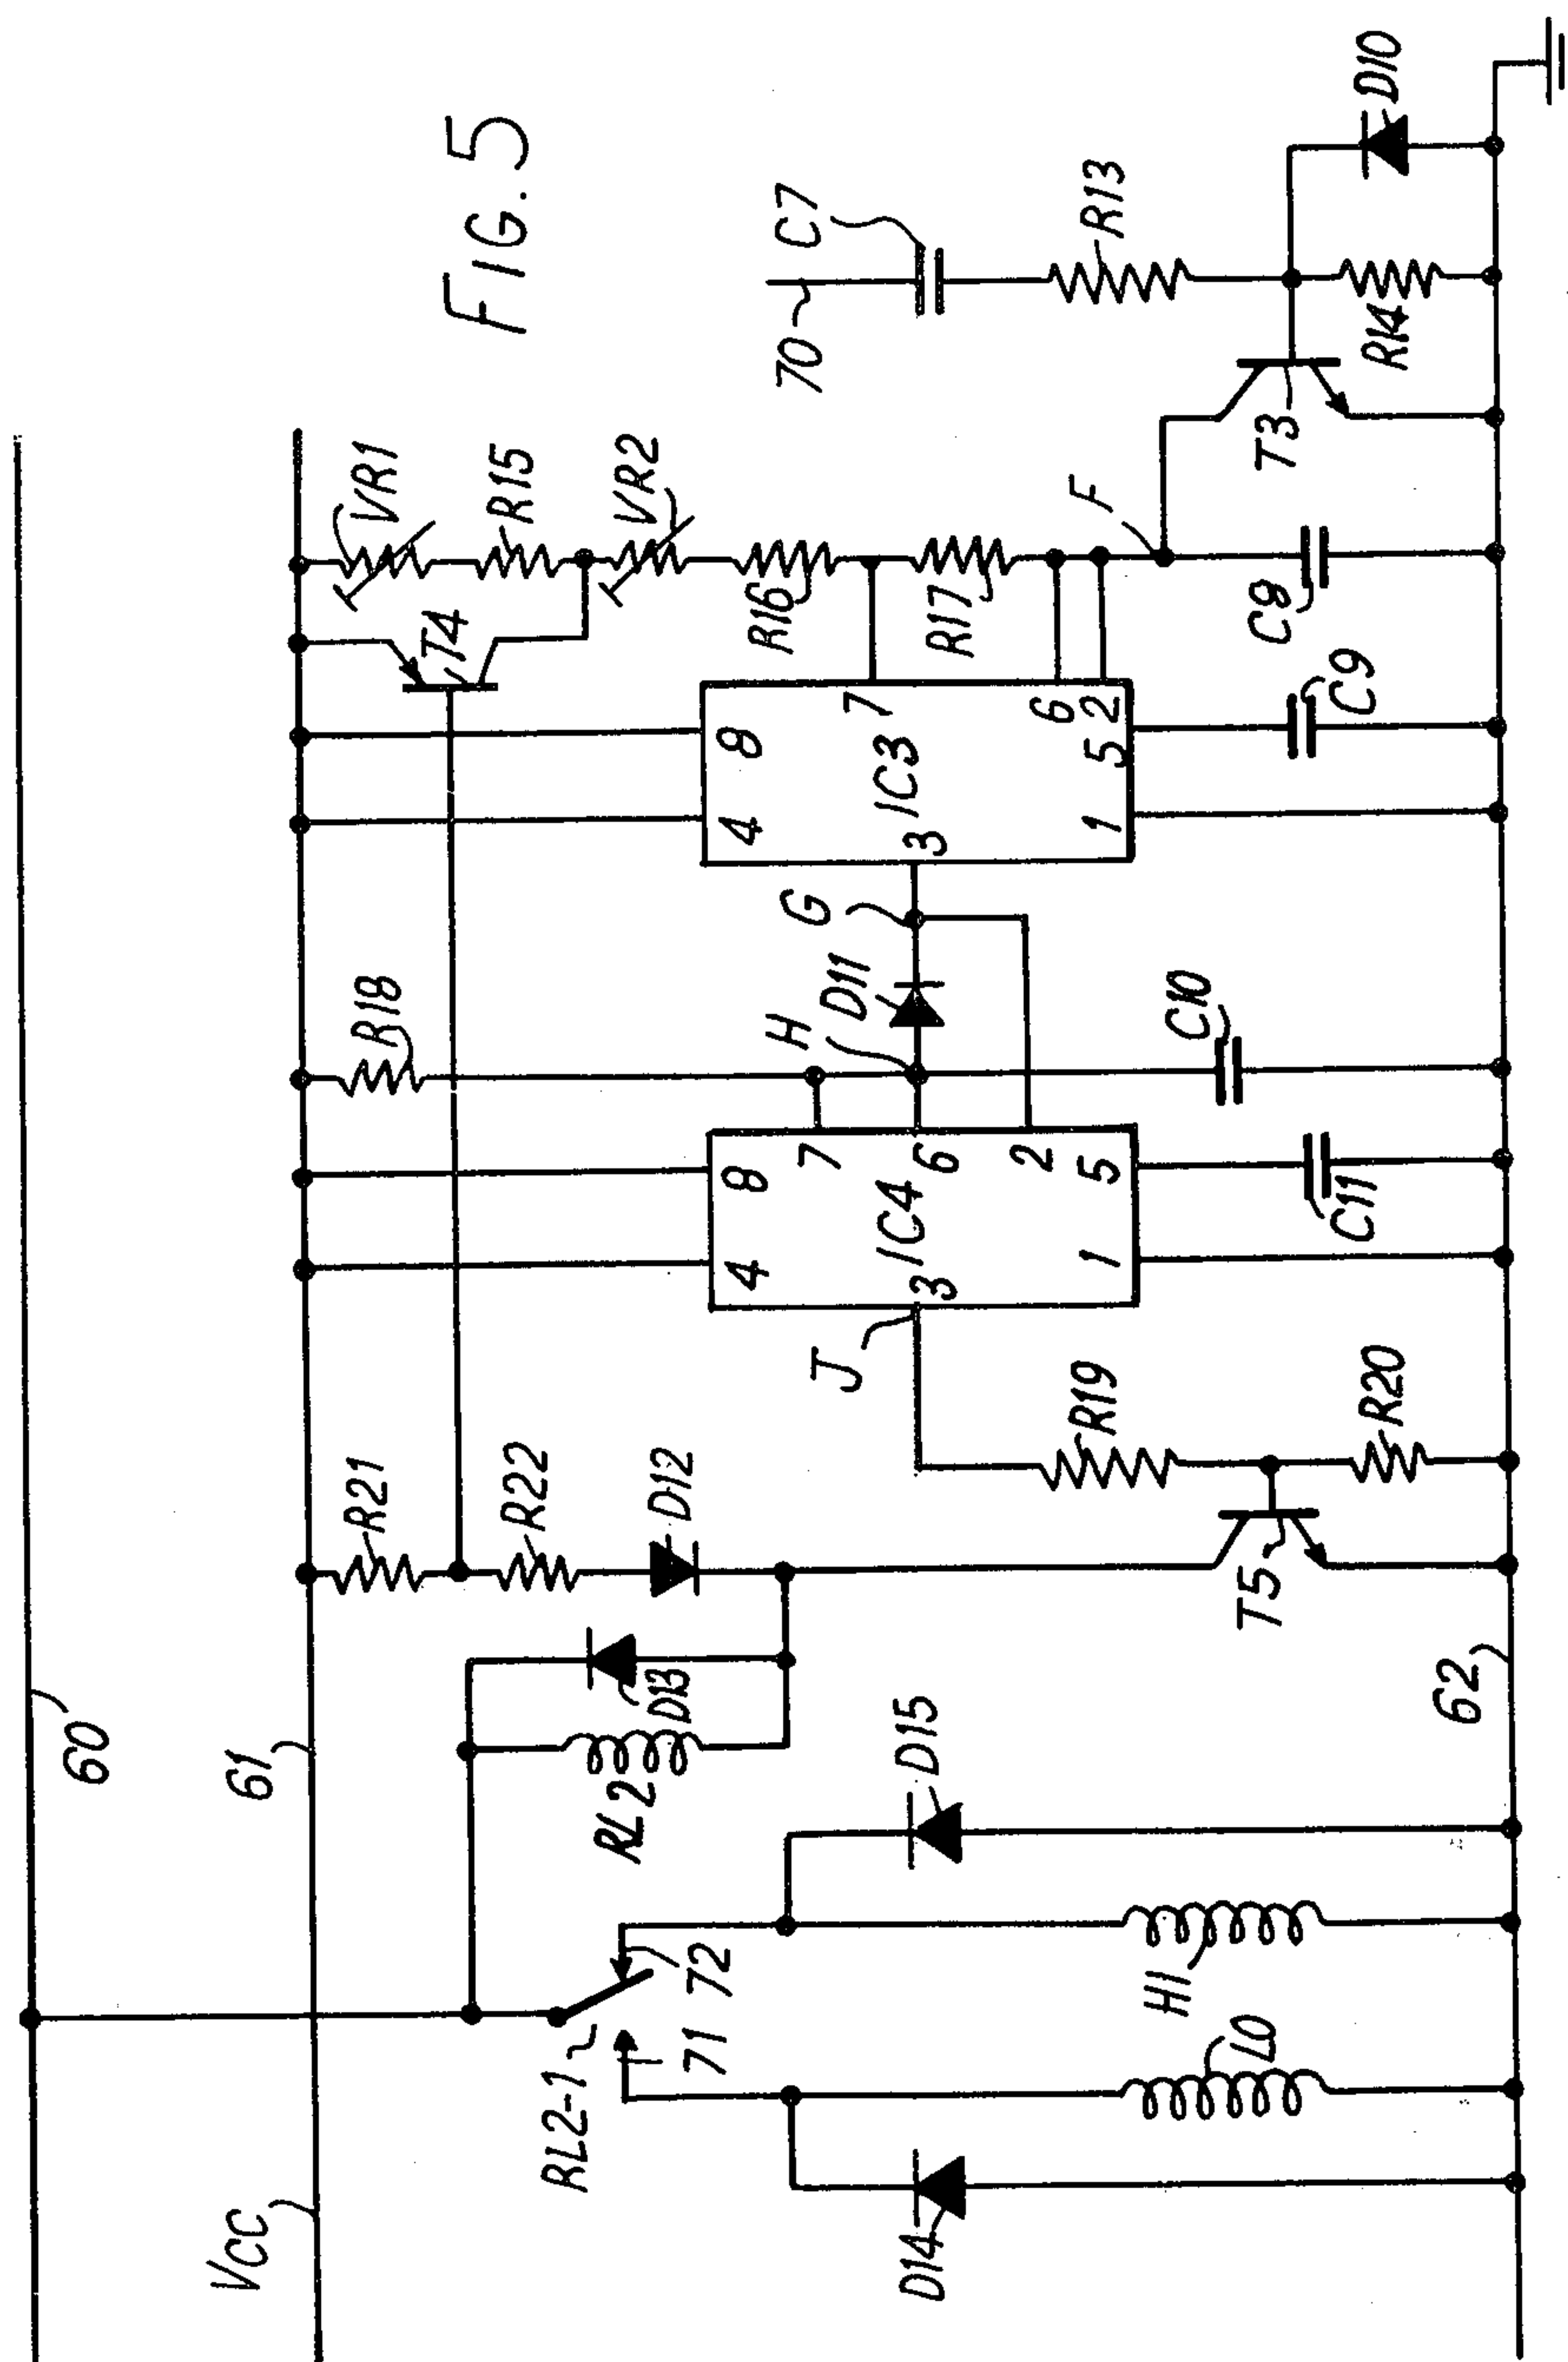 60
61
VCC
VR1
R18
R21
T4
FIG. 5
R15
R22
VR2
RL2-1
RL2
D13
D12
71
72
4
8
4
8
R16
C7
70
H
G
7
7
J
D11
3
IC4
6
3
IC3
R17
D14
D15
2
6
F
R13
1
5
1
5
2
R19
HI
LO
C10
T5
C8
T3
C11
C9
R20
R14
D10
62